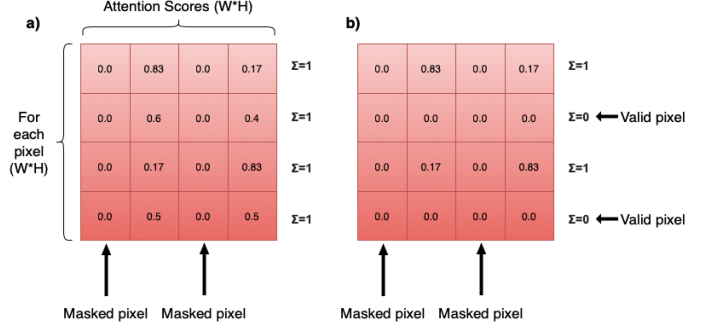 Attention Scores (W*H)
a)
b)
0.0 0.83 0.0 0.17 Σ=1
0.0 0.6 0.0 0.4 Σ=1
0.0 0.17 0.0 0.83 Σ=1
0.0 0.5 0.0 0.5 Σ=1
For
each
pixel
(W*H)
Masked pixel Masked pixel
0.0 0.83 0.0 0.17 Σ=1
0.0 0.0 0.0 0.0 Σ=0 Valid pixel
0.0 0.17 0.0 0.83 Σ=1
0.0 0.0 0.0 0.0 Σ=0 Valid pixel
Masked pixel Masked pixel